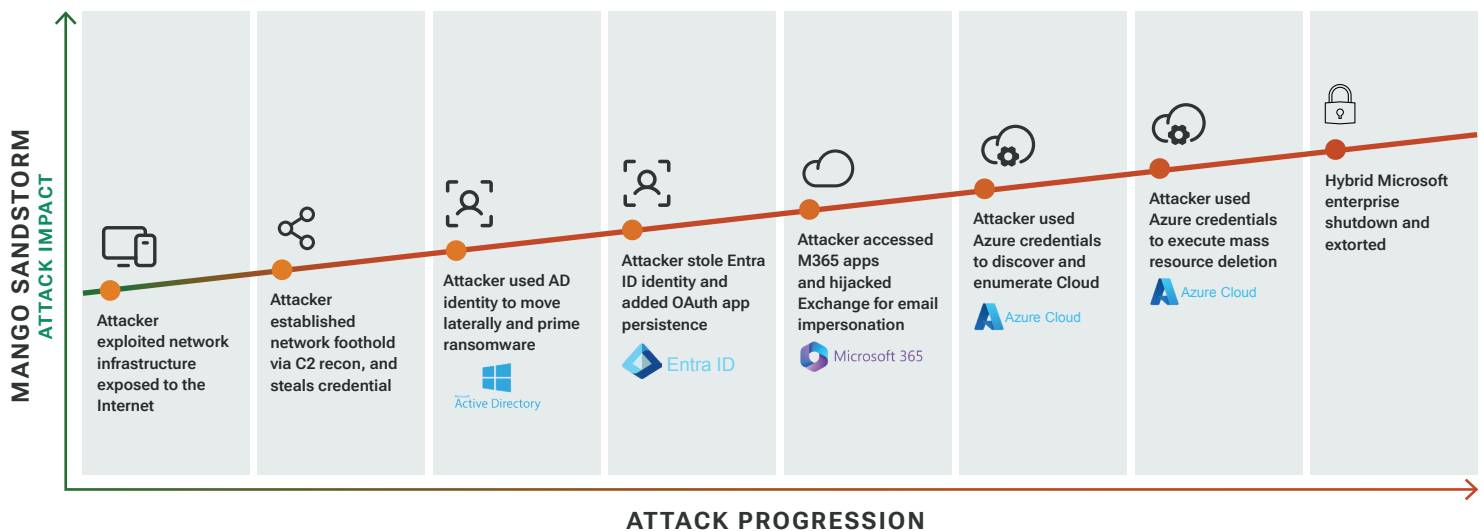 MANGO SANDSTORM
ATTACK IMPACT
Attacker
exploited network
infrastructure
exposed to the
Internet
Attacker
established
network foothold
via C2 recon, and
steals credential
Attacker used AD
identity to move
laterally and prime
ransomware
Microsoft
Active Directory
Attacker stole Entra
ID identity and
added OAuth app
persistence
Entra ID
Attacker accessed
M365 apps
and hijacked
Exchange for email
impersonation
Microsoft 365
Attacker used
Azure credentials
to discover and
enumerate Cloud
Azure Cloud
Attacker used
Azure credentials
to execute mass
resource deletion
Azure Cloud
Hybrid Microsoft
enterprise
shutdown and
extorted
ATTACK PROGRESSION